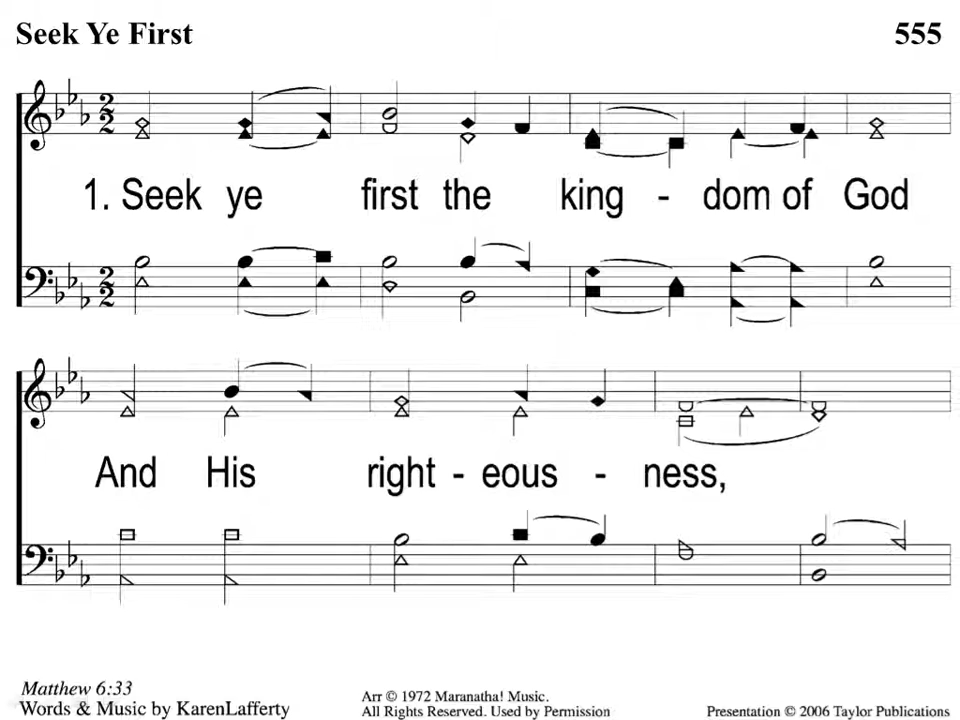 Seek Ye First 555
1. Seek ye first the king - dom of God
And His right - eous - ness,
Matthew 6:33
Words & Music by KarenLafferty
Arr © 1972 Maranatha! Music.
All Rights Reserved. Used by Permission
Presentation © 2006 Taylor Publications